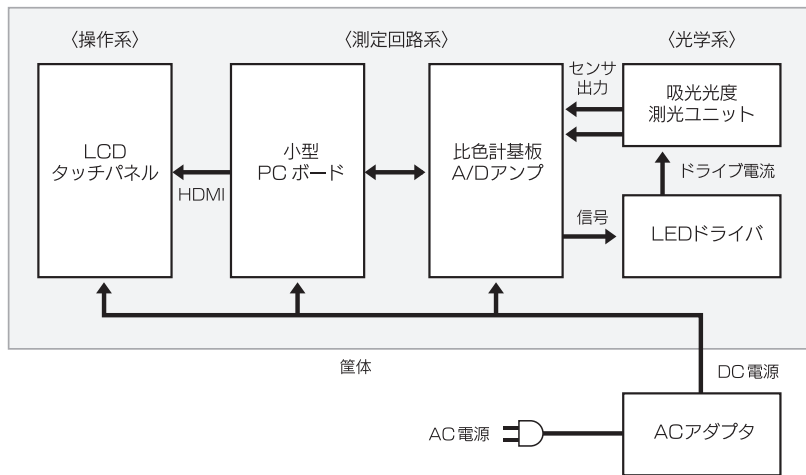 〈操作系〉
〈測定回路系〉
〈光学系〉
LCD
タッチパネル
HDMI
小型
PCボード
比色計基板
A/Dアンプ
センサ
出力
吸光光度
測光ユニット
ドライブ電流
信号
LEDドライバ
筐体
DC電源
AC電源
ACアダプタ